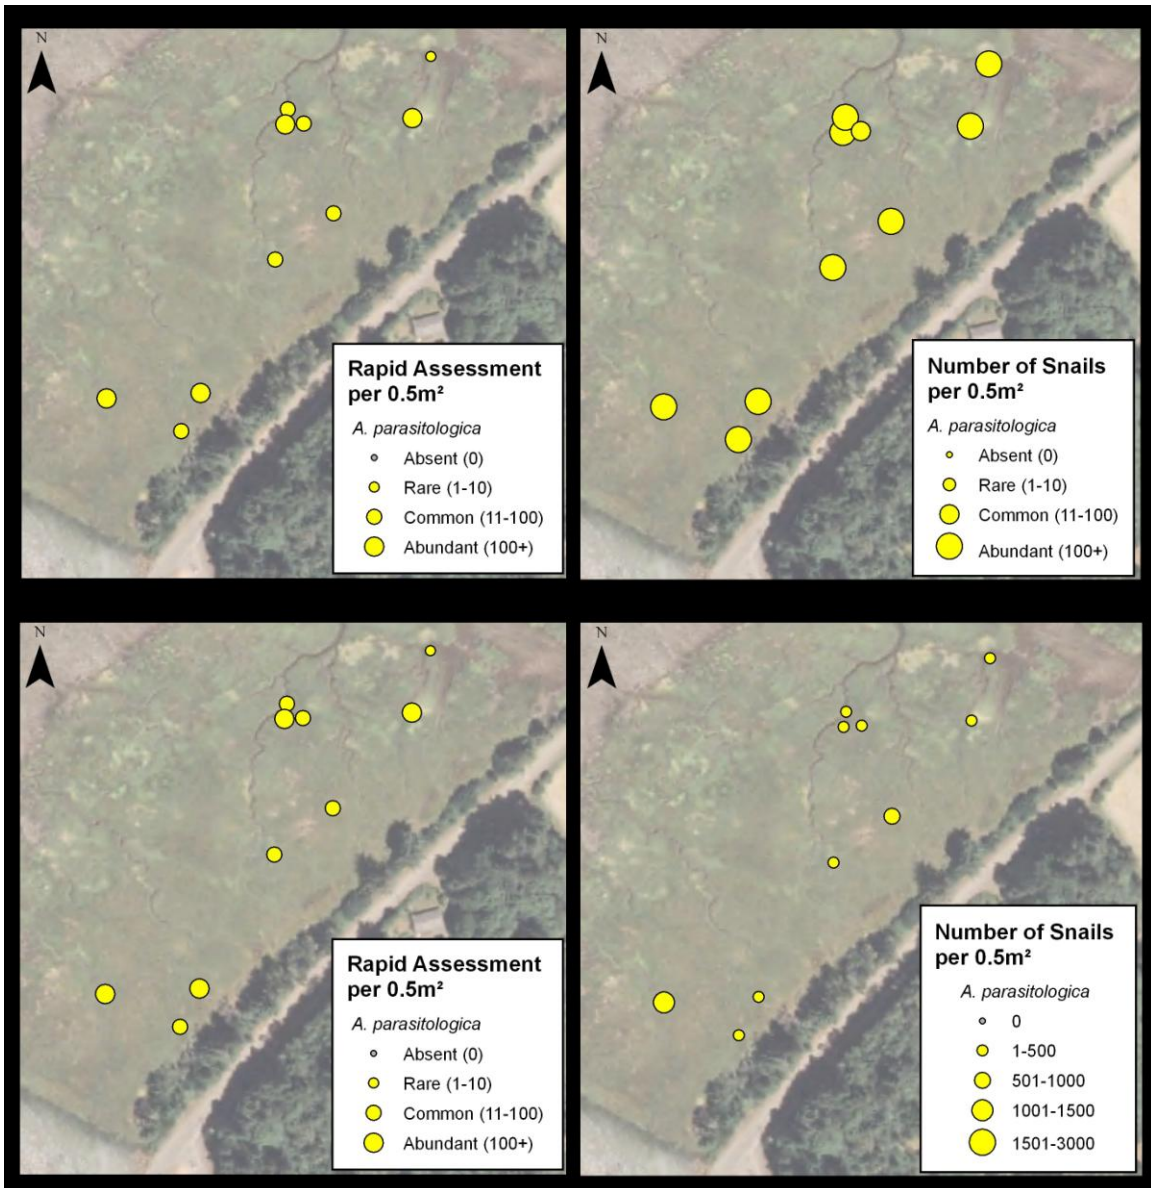 N
Rapid Assessment
per 0.5m²
A. parasitologica
Absent (0)
Rare (1-10)
Common (11-100)
Abundant (100+)
N
Number of Snails
per 0.5m²
A. parasitologica
Absent (0)
Rare (1-10)
Common (11-100)
Abundant (100+)
N
Rapid Assessment
per 0.5m²
A. parasitologica
Absent (0)
Rare (1-10)
Common (11-100)
Abundant (100+)
N
Number of Snails
per 0.5m²
A. parasitologica
0
1-500
501-1000
1001-1500
1501-3000